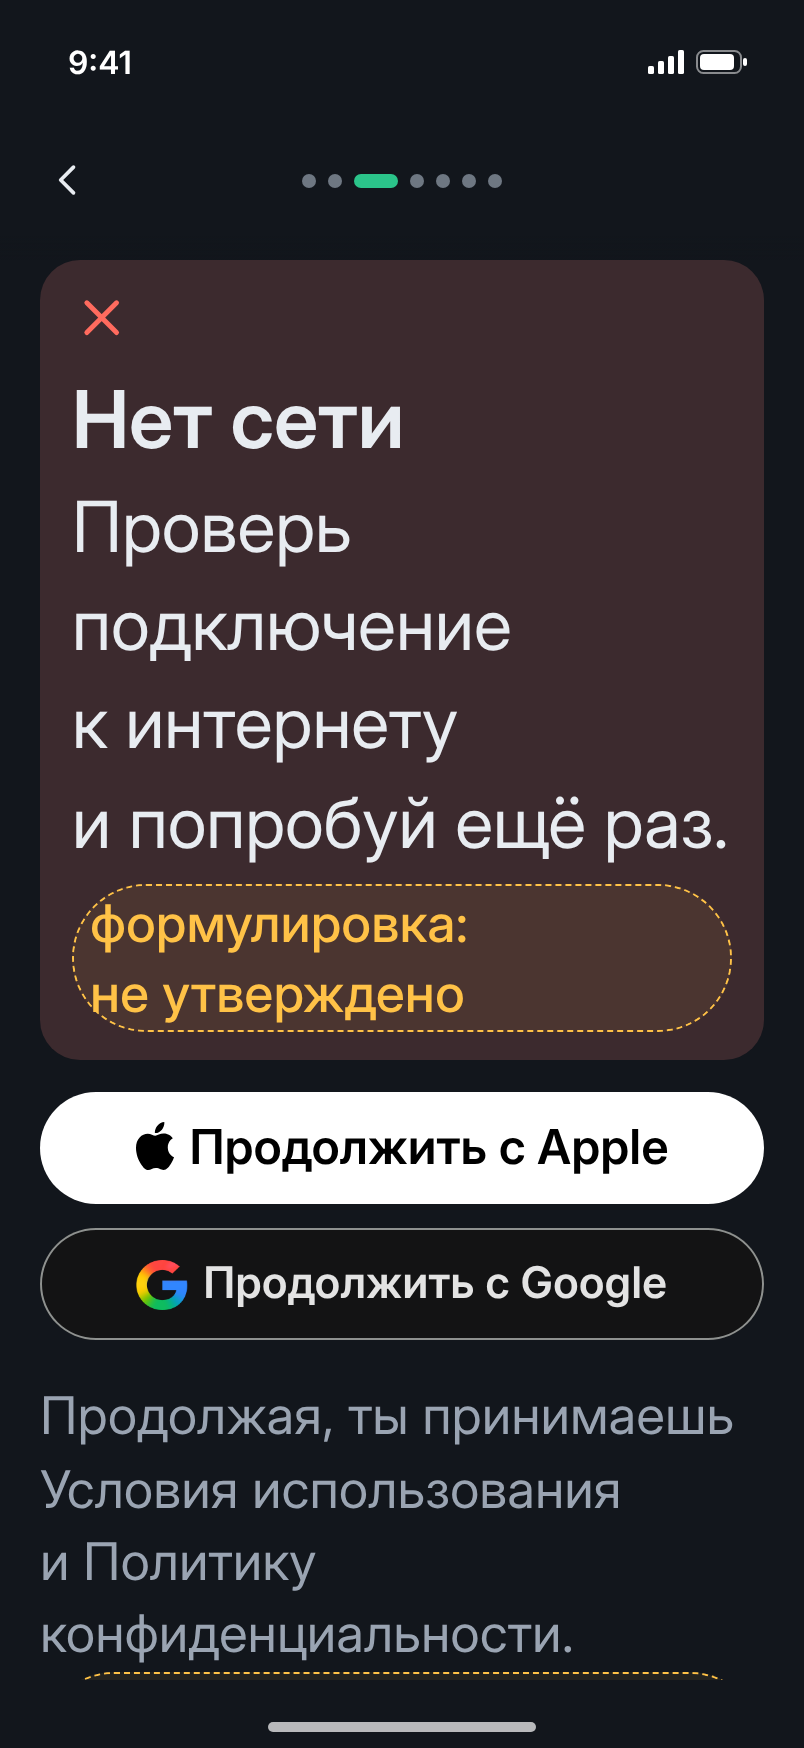 9:41
Нет сети
Проверь
подключение
к интернету
и попробуй ещё раз.
формулировка:
не утверждено
Продолжить с Apple
Продолжить с Google
Продолжая, ты принимаешь
Условия использования
и Политику
конфиденциальности.